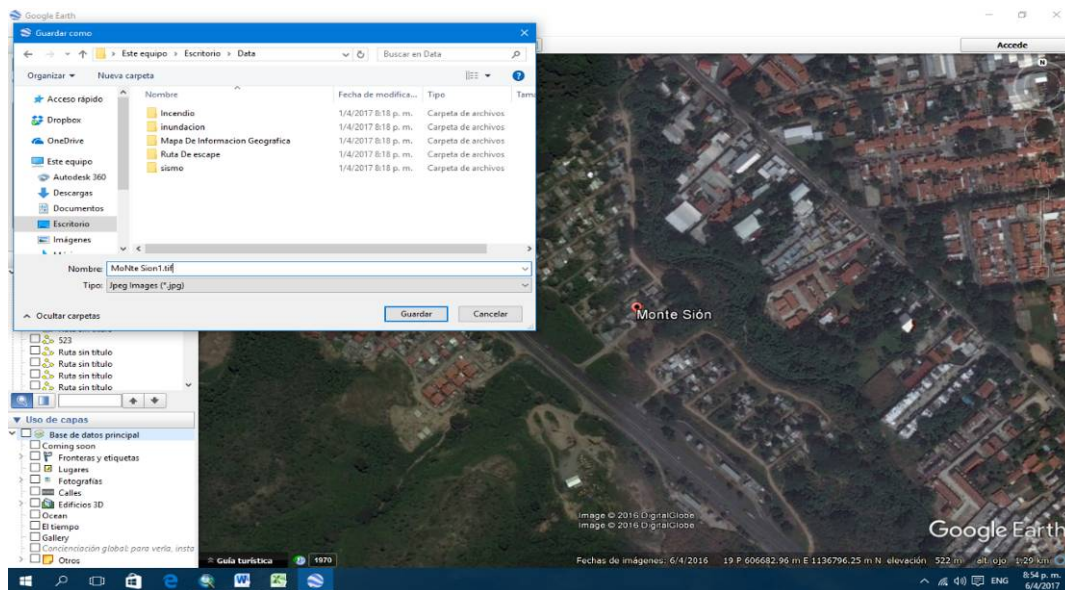 Google Earth
Guardar como
Este equipo > Escritorio > Data
Buscar en Data
Accede
N
Organizar
Nueva carpeta
Acceso rápido
Dropbox
OneDrive
Este equipo
Autodesk 360
Descargas
Documentos
Escritorio
Imágenes
Nombre Fecha de modifica... Tipo Tama
Incendio 1/4/2017 8:18 p. m. Carpeta de archivos
inundacion 1/4/2017 8:18 p. m. Carpeta de archivos
Mapa De Informacion Geografica 1/4/2017 8:18 p. m. Carpeta de archivos
Ruta De escape 1/4/2017 8:18 p. m. Carpeta de archivos
sismo 1/4/2017 8:18 p. m. Carpeta de archivos
Nombre: MoNte Sion1.tif
Tipo: Jpeg Images (*.jpg)
Ocultar carpetas
Guardar
Cancelar
Monte Sión
523
Ruta sin título
Ruta sin título
Ruta sin título
Ruta sin título
Uso de capas
Base de datos principal
Coming soon
Fronteras y etiquetas
Lugares
Fotografías
Calles
Edificios 3D
Ocean
El tiempo
Gallery
Concienciación global: para verla, insta
Otros
Guía turística
1970
Image © 2016 DigitalGlobe
Image © 2016 DigitalGlobe
Google Earth
Fechas de imágenes: 6/4/2016 19 P 606682.96 m E 1136796.25 m N elevación 522 m alt. ojo 1.29 km
ENG
8:54 p. m.
6/4/2017